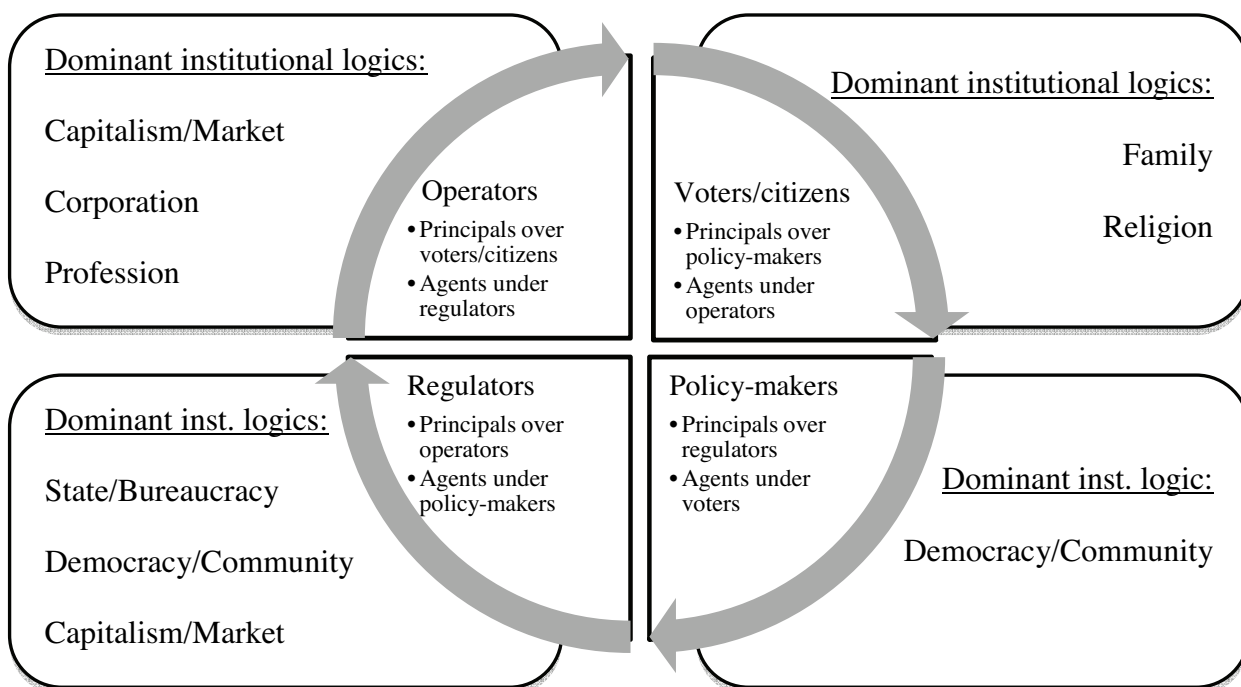 Dominant institutional logics:
Capitalism/Market
Corporation
Profession
Operators
• Principals over
voters/citizens
• Agents under
regulators
Dominant institutional logics:
Family
Religion
Voters/citizens
• Principals over
policy-makers
• Agents under
operators
Dominant inst. logics:
State/Bureaucracy
Democracy/Community
Capitalism/Market
Regulators
• Principals over
operators
• Agents under
policy-makers
Policy-makers
• Principals over
regulators
• Agents under
voters
Dominant inst. logic:
Democracy/Community